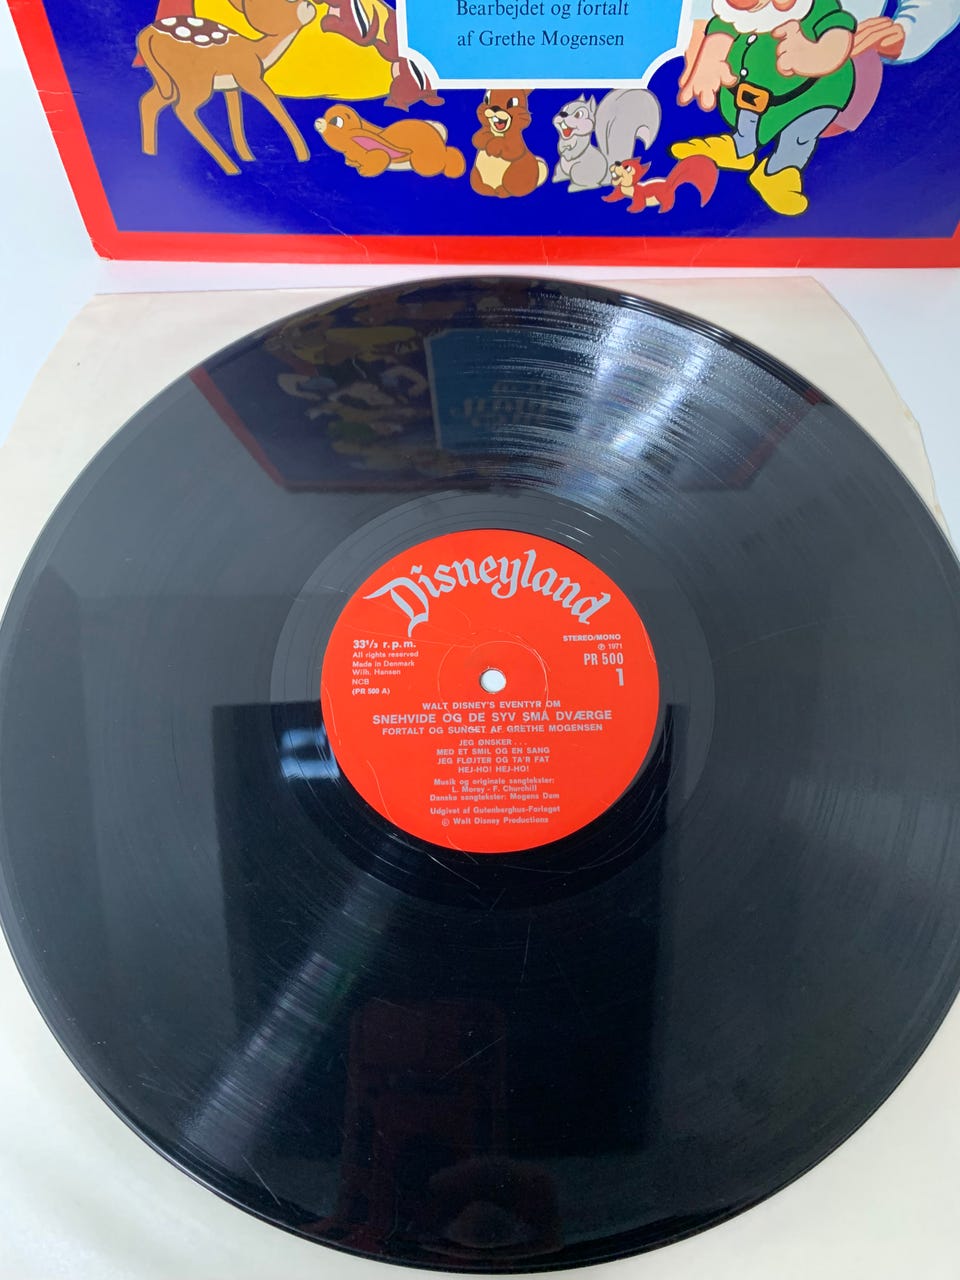 Bearbejdet og fortalt
af Grethe Mogensen
Disneyland
33⅓ r.p.m.
All rights reserved
Made in Denmark
Wilh. Hansen
NCB
(PR 500 A)
STEREO/MONO
℗ 1971
PR 500
1
WALT DISNEY'S EVENTYR OM
SNEHVIDE OG DE SYV SMÅ DVÆRGE
FORTALT OG SUNGET AF GRETHE MOGENSEN
JEG ØNSKER...
MED ET SMIL OG EN SANG
JEG FLØJTER OG TA'R FAT
HEJ-HO! HEJ-HO!
Musik og originale sangtekster:
L. Morey - F. Churchill
Danske sangtekster: Mogens Dam
Udgivet af Gutenberghus-Forlaget
© Walt Disney Productions